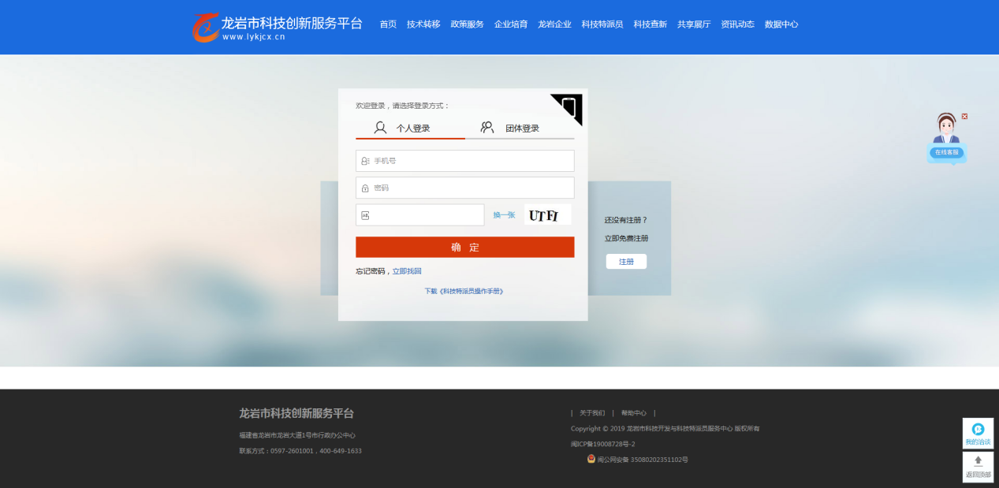 龙岩市科技创新服务平台
www.lykjcx.cn
首页 技术转移 政策服务 企业培育 龙岩企业 科技特派员 科技查新 共享展厅 资讯动态 数据中心
欢迎登录，请选择登录方式：
个人登录 团体登录
手机号
密码
换一张 UTFI
确 定
忘记密码，立即找回
下载《科技特派员操作手册》
还没有注册？
立即免费注册
注册
在线客服
龙岩市科技创新服务平台
福建省龙岩市龙岩大道1号市行政办公中心
联系方式：0597-2601001，400-649-1633
| 关于我们 | 帮助中心 |
Copyright © 2019 龙岩市科技开发与科技特派员服务中心 版权所有
闽ICP备19008728号-2
闽公网安备 35080202351102号
我的洽谈
返回顶部